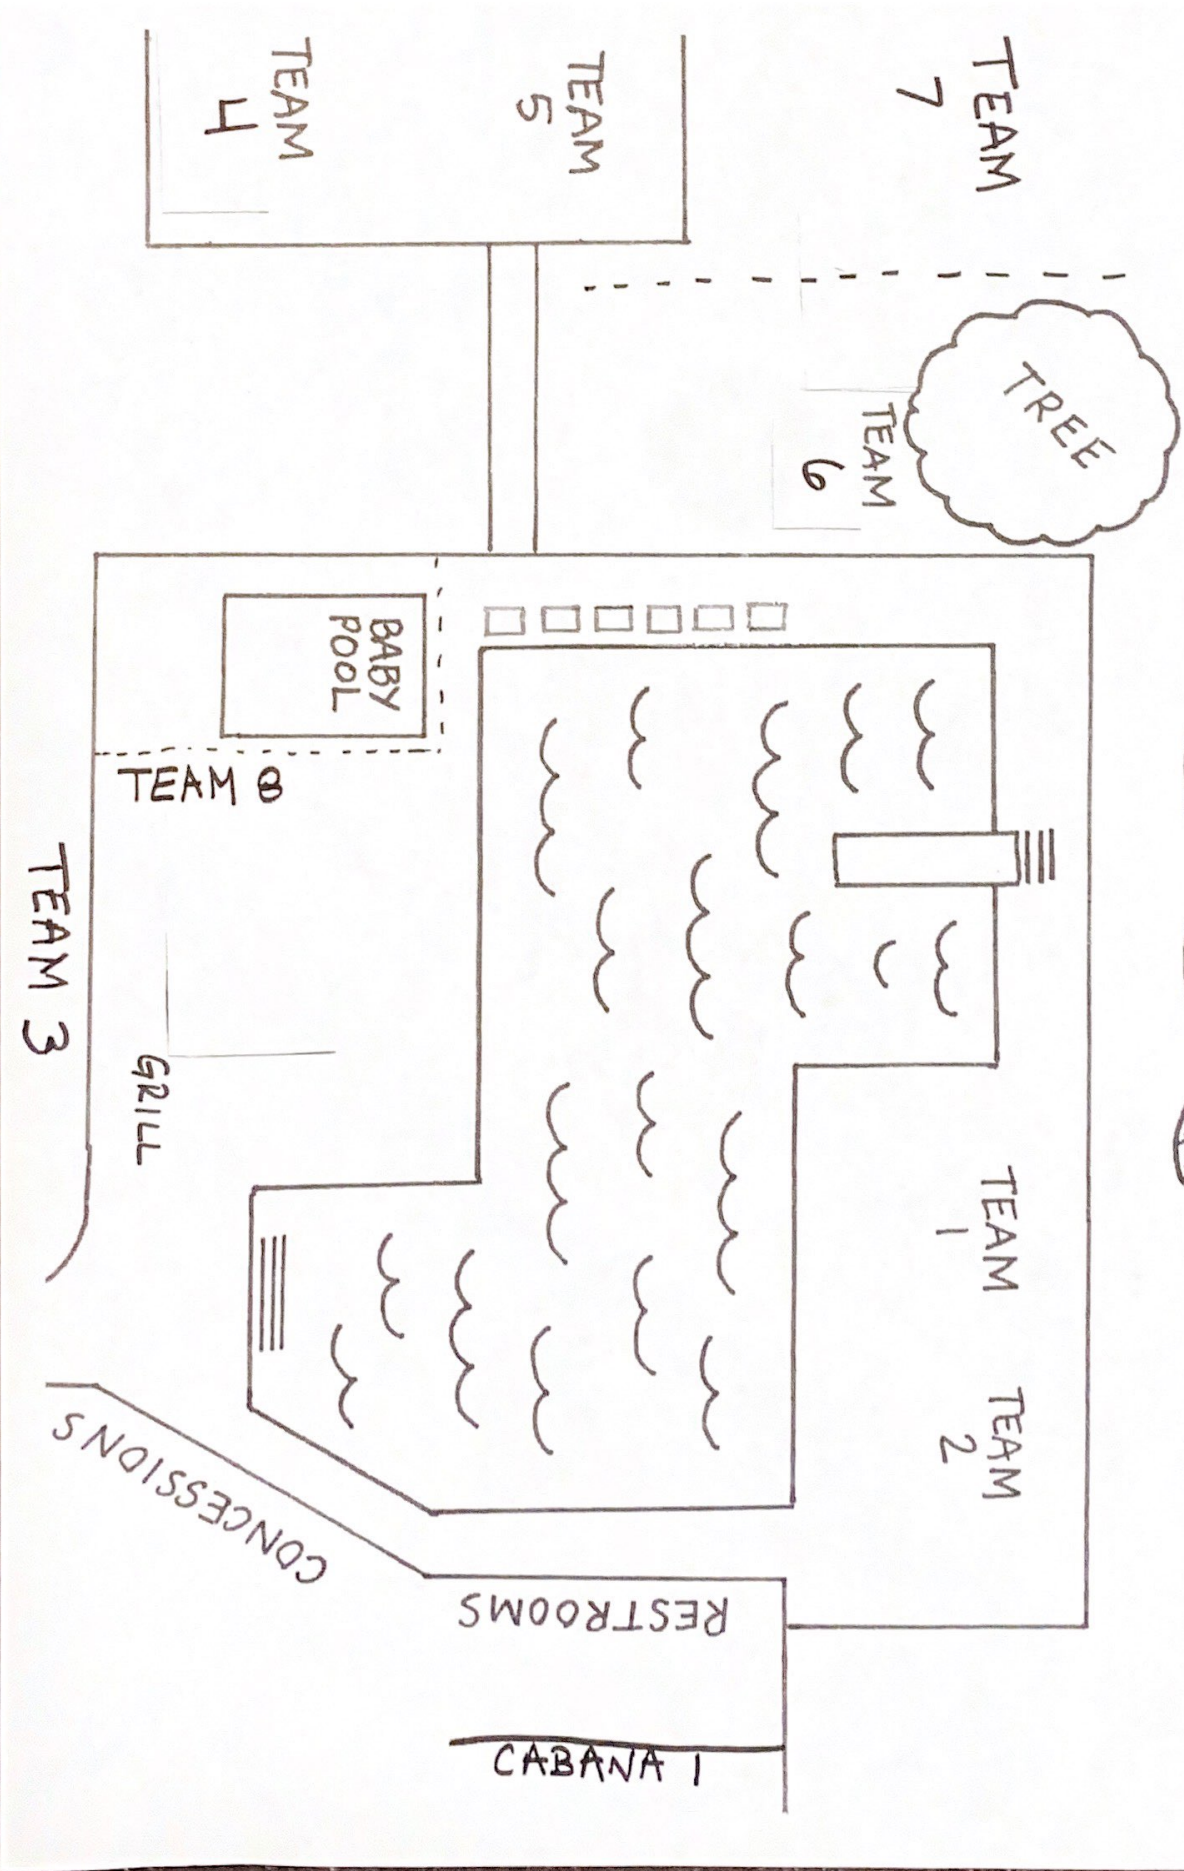 TEAM
4
TEAM
5
TEAM
7
TREE
TEAM
6
BABY
POOL
TEAM 8
TEAM 3
GRILL
TEAM
1
TEAM
2
CONCESSIONS
RESTROOMS
CABANA 1